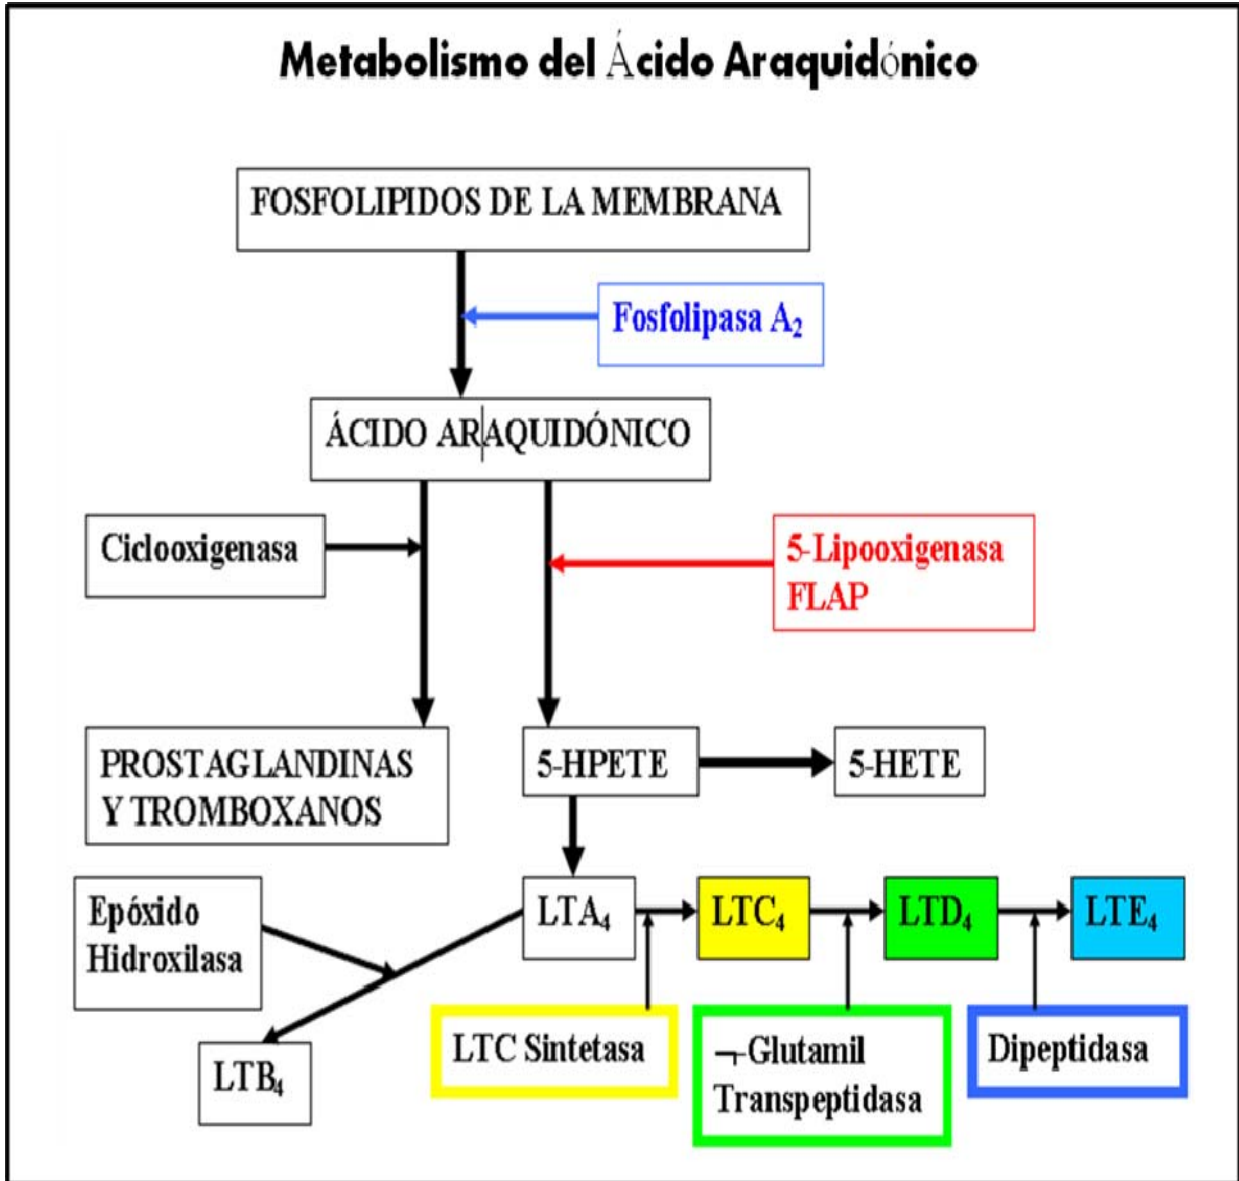 Metabolismo del Ácido Araquidónico
FOSFOLIPIDOS DE LA MEMBRANA
Fosfolipasa A₂
ÁCIDO ARAQUIDÓNICO
Ciclooxigenasa
5-Lipooxigenasa
FLAP
PROSTAGLANDINAS
Y TROMBOXANOS
5-HPETE
5-HETE
Epóxido
Hidroxilasa
LTA₄
LTC₄
LTD₄
LTE₄
LTB₄
LTC Sintetasa
¬-Glutamil
Transpeptidasa
Dipeptidasa